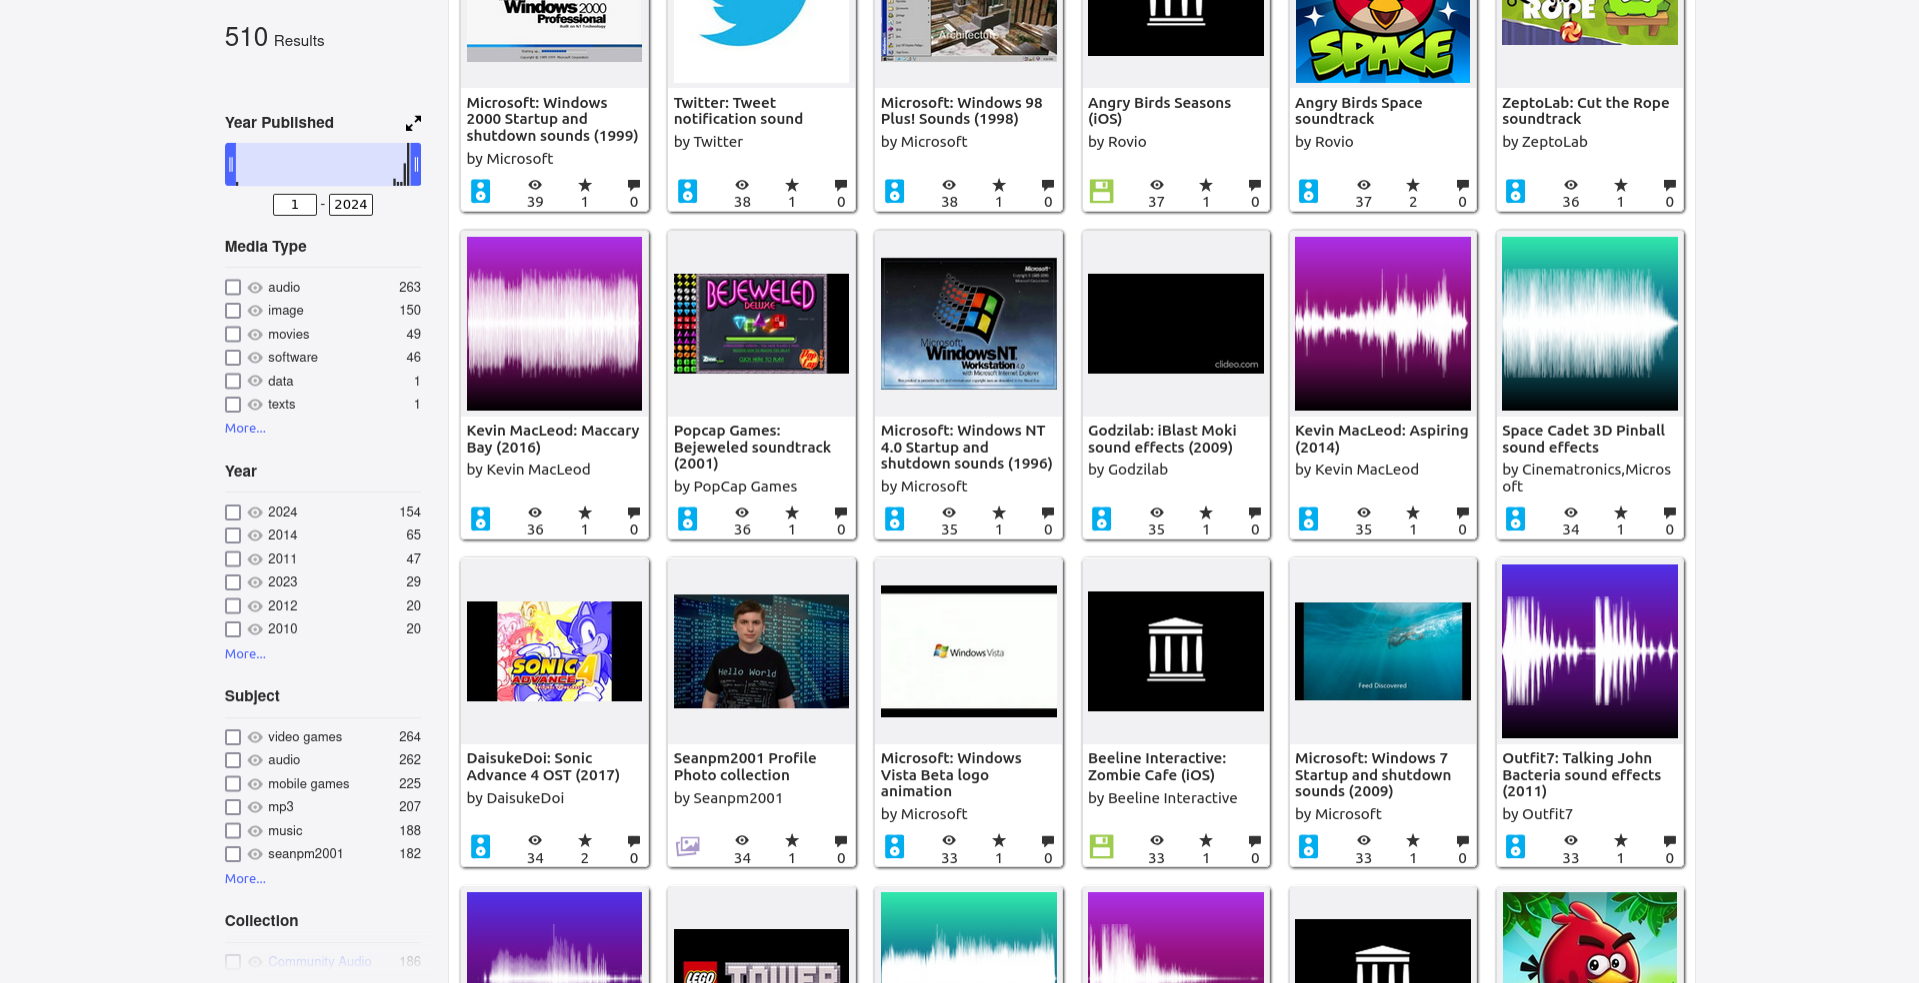 510 Results
Year Published
1 - 2024
Media Type
audio 263
image 150
movies 49
software 46
data 1
texts 1
More...
Year
2024 154
2014 65
2011 47
2023 29
2012 20
2010 20
More...
Subject
video games 264
audio 262
mobile games 225
mp3 207
music 188
seanpm2001 182
More...
Collection
Community Audio 186
Windows 2000
Professional
Built on NT Technology
Microsoft: Windows
2000 Startup and
shutdown sounds (1999)
by Microsoft
39 1 0
Twitter: Tweet
notification sound
by Twitter
38 1 0
Architecture
Microsoft: Windows 98
Plus! Sounds (1998)
by Microsoft
38 1 0
Angry Birds Seasons
(iOS)
by Rovio
37 1 0
SPACE
Angry Birds Space
soundtrack
by Rovio
37 2 0
ROPE
ZeptoLab: Cut the Rope
soundtrack
by ZeptoLab
36 1 0
Kevin MacLeod: Maccary
Bay (2016)
by Kevin MacLeod
36 1 0
BEJEWELED
DELUXE
CLICK HERE TO PLAY!
Popcap Games:
Bejeweled soundtrack
(2001)
by PopCap Games
36 1 0
Microsoft
Microsoft
Windows NT
Workstation 4.0
with Microsoft Internet Explorer
Microsoft: Windows NT
4.0 Startup and
shutdown sounds (1996)
by Microsoft
35 1 0
clideo.com
Godzilab: iBlast Moki
sound effects (2009)
by Godzilab
35 1 0
Kevin MacLeod: Aspiring
(2014)
by Kevin MacLeod
35 1 0
Space Cadet 3D Pinball
sound effects
by Cinematronics,Micros
oft
34 1 0
SONIC
ADVANCE 4
DaisukeDoi: Sonic
Advance 4 OST (2017)
by DaisukeDoi
34 2 0
Hello World
Seanpm2001 Profile
Photo collection
by Seanpm2001
34 1 0
Windows Vista
Microsoft: Windows
Vista Beta logo
animation
by Microsoft
33 1 0
Beeline Interactive:
Zombie Cafe (iOS)
by Beeline Interactive
33 1 0
Feed Discovered
Microsoft: Windows 7
Startup and shutdown
sounds (2009)
by Microsoft
33 1 0
Outfit7: Talking John
Bacteria sound effects
(2011)
by Outfit7
33 1 0
LEGO TOWER